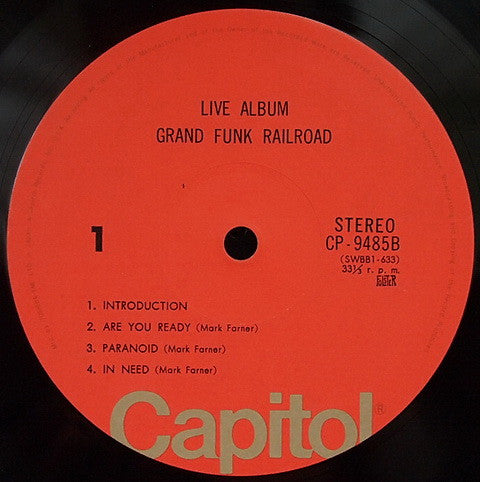 LIVE ALBUM
GRAND FUNK RAILROAD
1
STEREO
CP-9485B
(SWBB1-633)
33⅓ r. p. m.
1. INTRODUCTION
2. ARE YOU READY (Mark Farner)
3. PARANOID (Mark Farner)
4. IN NEED (Mark Farner)
Capitol®